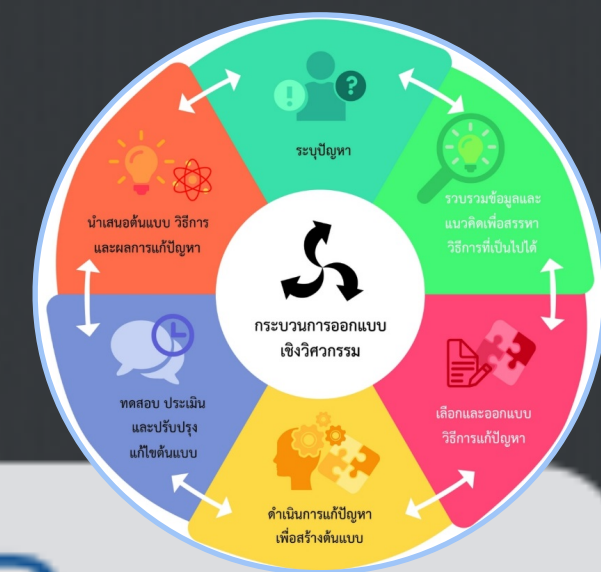 ระบุปัญหา
รวบรวมข้อมูลและ
แนวคิดเพื่อสรรหา
วิธีการที่เป็นไปได้
เลือกและออกแบบ
วิธีการแก้ปัญหา
ดำเนินการแก้ปัญหา
เพื่อสร้างต้นแบบ
ทดสอบ ประเมิน
และปรับปรุง
แก้ไขต้นแบบ
นำเสนอต้นแบบ วิธีการ
และผลการแก้ปัญหา
กระบวนการออกแบบ
เชิงวิศวกรรม